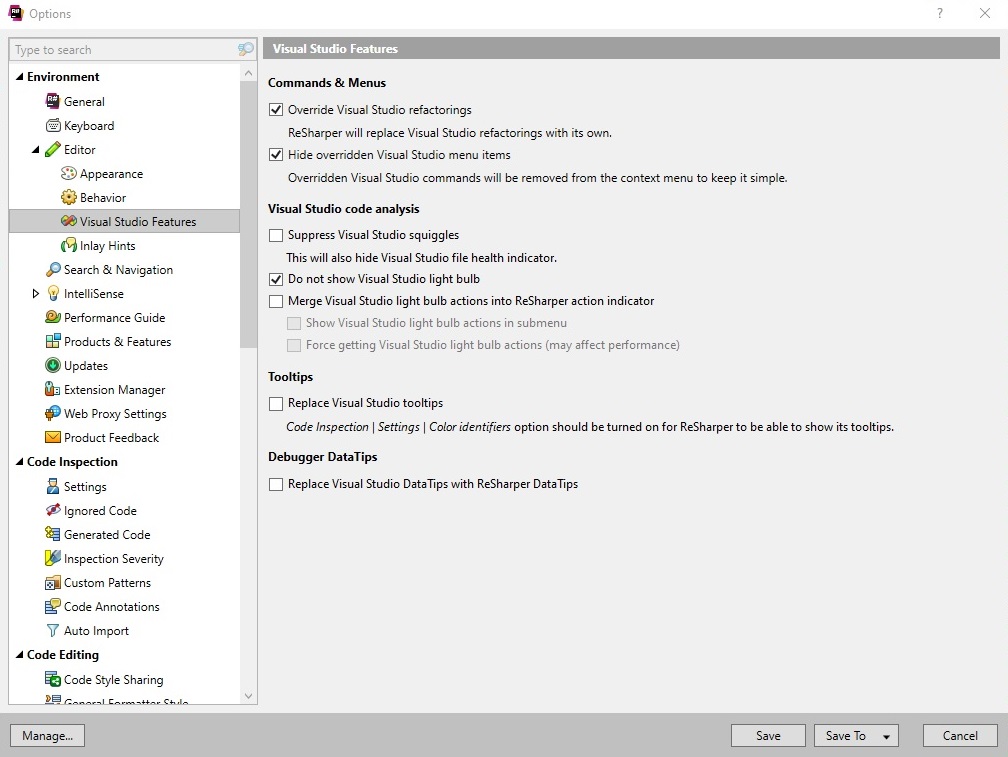 Options
?
Type to search
Environment
General
Keyboard
Editor
Appearance
Behavior
Visual Studio Features
Inlay Hints
Search & Navigation
IntelliSense
Performance Guide
Products & Features
Updates
Extension Manager
Web Proxy Settings
Product Feedback
Code Inspection
Settings
Ignored Code
Generated Code
Inspection Severity
Custom Patterns
Code Annotations
Auto Import
Code Editing
Code Style Sharing
General Formatter Style
Visual Studio Features
Commands & Menus
Override Visual Studio refactorings
ReSharper will replace Visual Studio refactorings with its own.
Hide overridden Visual Studio menu items
Overridden Visual Studio commands will be removed from the context menu to keep it simple.
Visual Studio code analysis
Suppress Visual Studio squiggles
This will also hide Visual Studio file health indicator.
Do not show Visual Studio light bulb
Merge Visual Studio light bulb actions into ReSharper action indicator
Show Visual Studio light bulb actions in submenu
Force getting Visual Studio light bulb actions (may affect performance)
Tooltips
Replace Visual Studio tooltips
Code Inspection | Settings | Color identifiers option should be turned on for ReSharper to be able to show its tooltips.
Debugger DataTips
Replace Visual Studio DataTips with ReSharper DataTips
Manage...
Save
Save To
Cancel